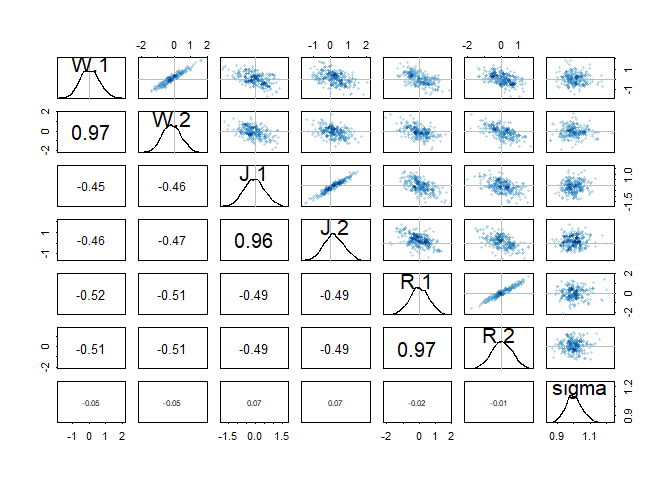 -2 0 1 2 -1 0 1 2 -1 0 1
W.1 -1 1
-2 0 2 0.97 W.2
-0.45 -0.46 J.1 -1.5 0.0 1.0
-1 1 -0.46 -0.47 0.96 J.2
-0.52 -0.51 -0.49 -0.49 R.1 -2 0 2
-2 0 -0.51 -0.51 -0.49 -0.49 0.97 R.2
-0.05 -0.05 0.07 0.07 -0.02 -0.01 sigma 0.9 1.2
-1 0 1 2 -1.5 0.0 1.5 -2 0 1 2 0.9 1.1